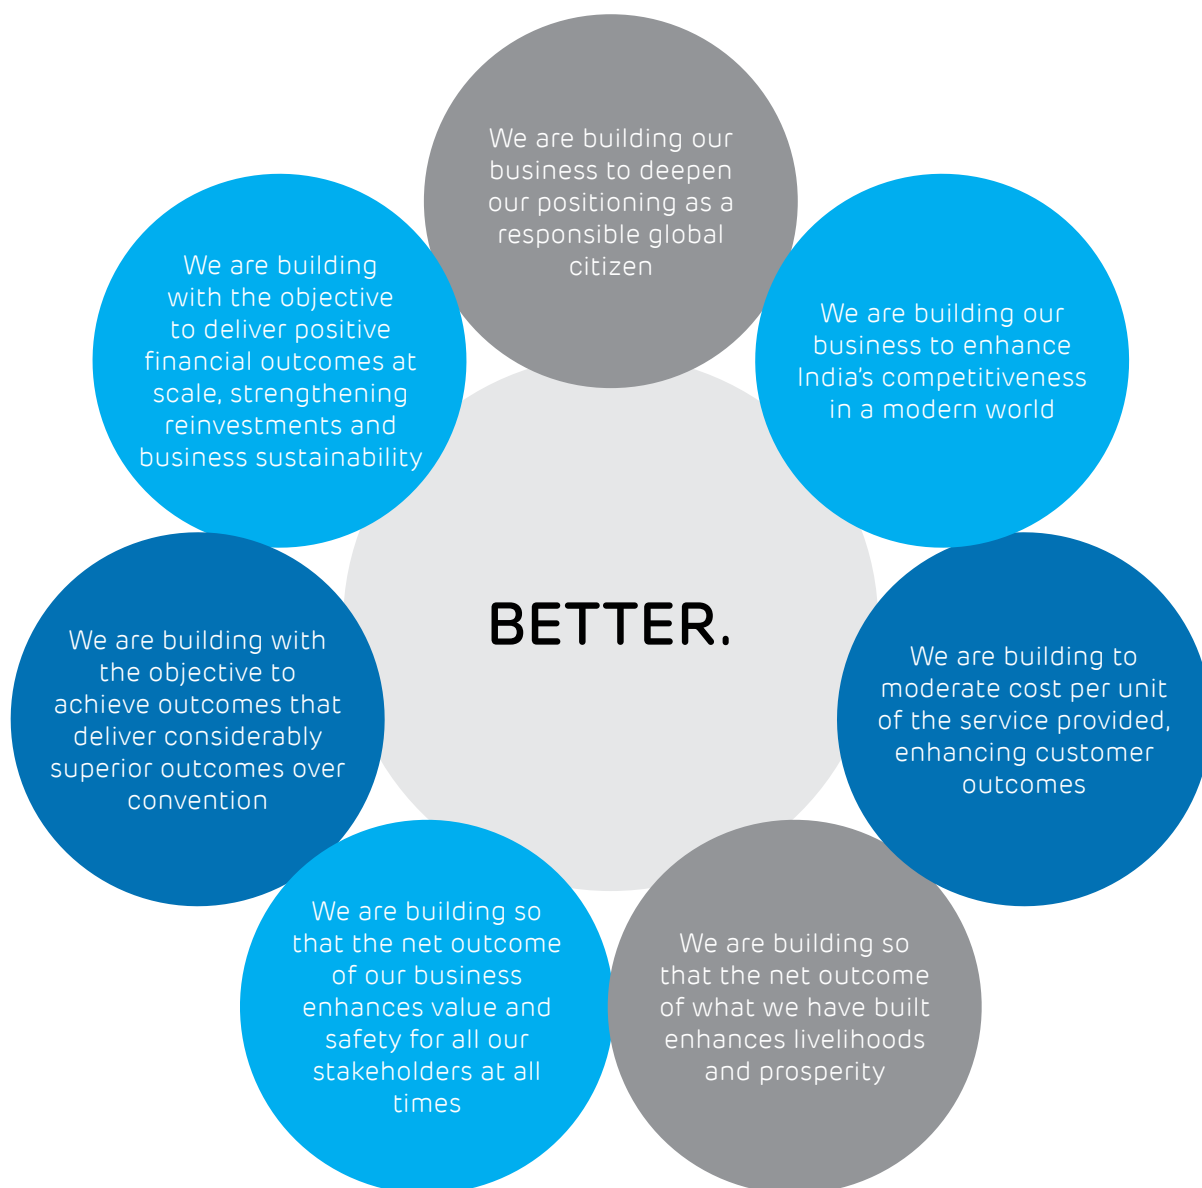 We are building our
business to deepen
our positioning as a
responsible global
citizen
We are building our
business to enhance
India's competitiveness
in a modern world
We are building to
moderate cost per unit
of the service provided,
enhancing customer
outcomes
We are building so
that the net outcome
of what we have built
enhances livelihoods
and prosperity
We are building so
that the net outcome
of our business
enhances value and
safety for all our
stakeholders at all
times
We are building with
the objective to
achieve outcomes that
deliver considerably
superior outcomes over
convention
We are building
with the objective
to deliver positive
financial outcomes at
scale, strengthening
reinvestments and
business sustainability
BETTER.